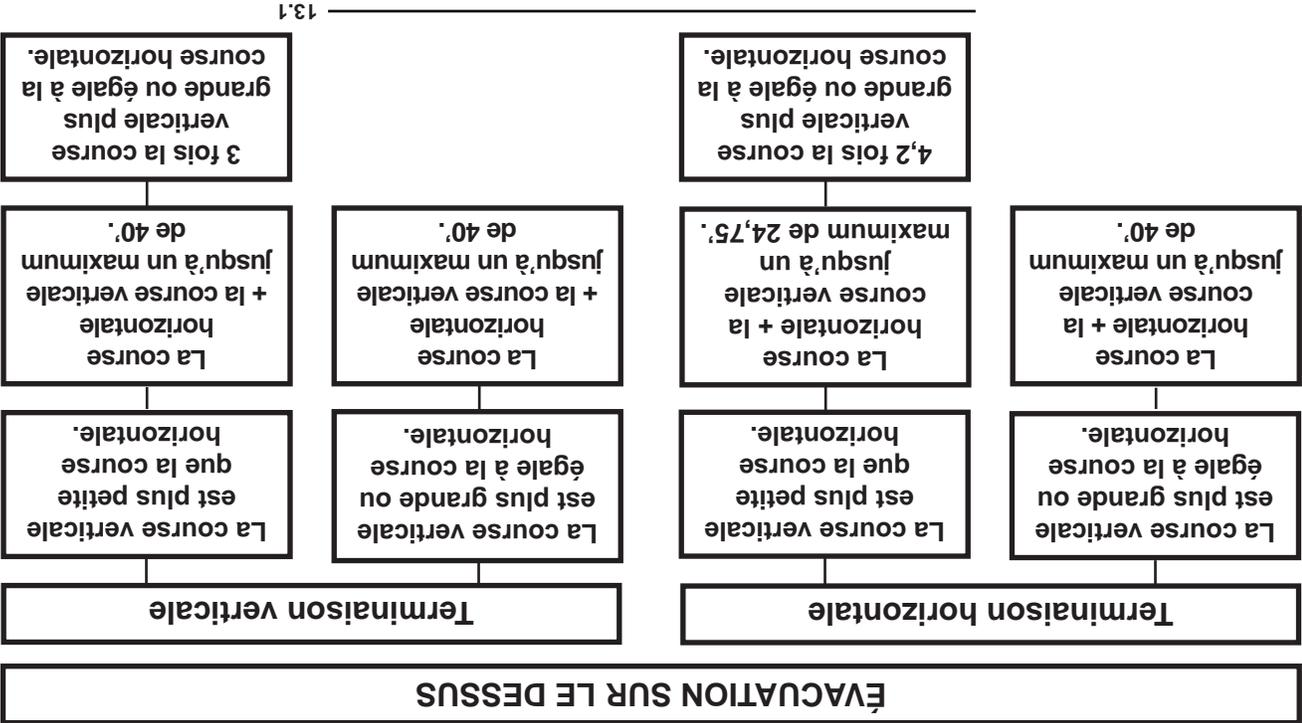 ÉVACUATION SUR LE DESSUS
Terminaison horizontale
La course verticale
est plus grande ou
égale à la course
horizontale.
La course
horizontale + la
course verticale
jusqu’à un maximum
de 40’.
La course verticale
est plus petite
que la course
horizontale.
La course
horizontale + la
course verticale
jusqu’à un
maximum de 24,75’.
4,2 fois la course
verticale plus
grande ou égale à la
course horizontale.
Terminaison verticale
La course verticale
est plus grande ou
égale à la course
horizontale.
La course
horizontale
+ la course verticale
jusqu’à un maximum
de 40’.
La course verticale
est plus petite
que la course
horizontale.
La course
horizontale
+ la course verticale
jusqu’à un maximum
de 40’.
3 fois la course
verticale plus
grande ou égale à la
course horizontale.
13.1